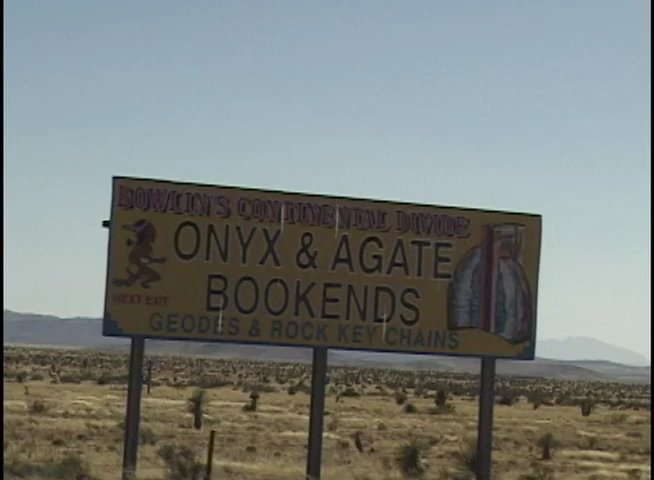 BOWLIN'S CONTINENTAL DIVIDE
ONYX & AGATE
BOOKENDS
NEXT EXIT
GEODES & ROCK KEY CHAINS